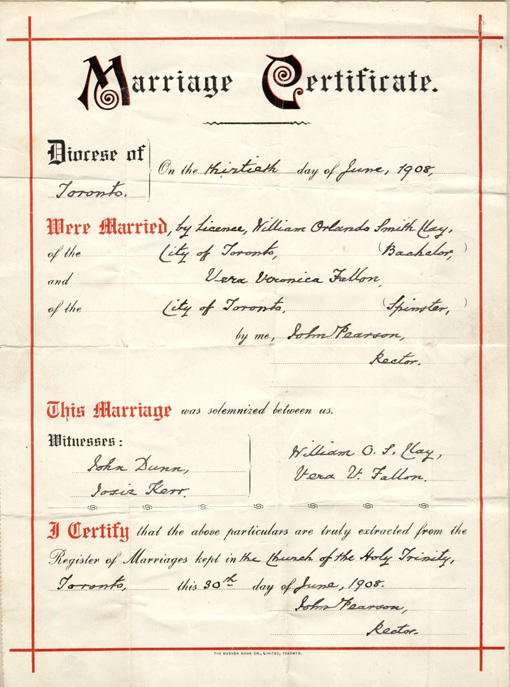 Marriage Certificate.
Diocese of
Toronto.
On the thirtieth day of June, 1908,
Were Married, by License, William Orlando Smith Clay,
of the City of Toronto, (Bachelor,)
and Vera Veronica Fallon,
of the City of Toronto, (Spinster,)
by me, John Pearson,
Rector.
This Marriage was solemnized between us.
Witnesses:
John Dunn,
Josie Kerr.
William O. S. Clay,
Vera V. Fallon.
I Certify that the above particulars are truly extracted from the
Register of Marriages kept in the Church of the Holy Trinity,
Toronto, this 30th day of June, 1908.
John Pearson,
Rector.
CO., LIMITED, TORONTO.